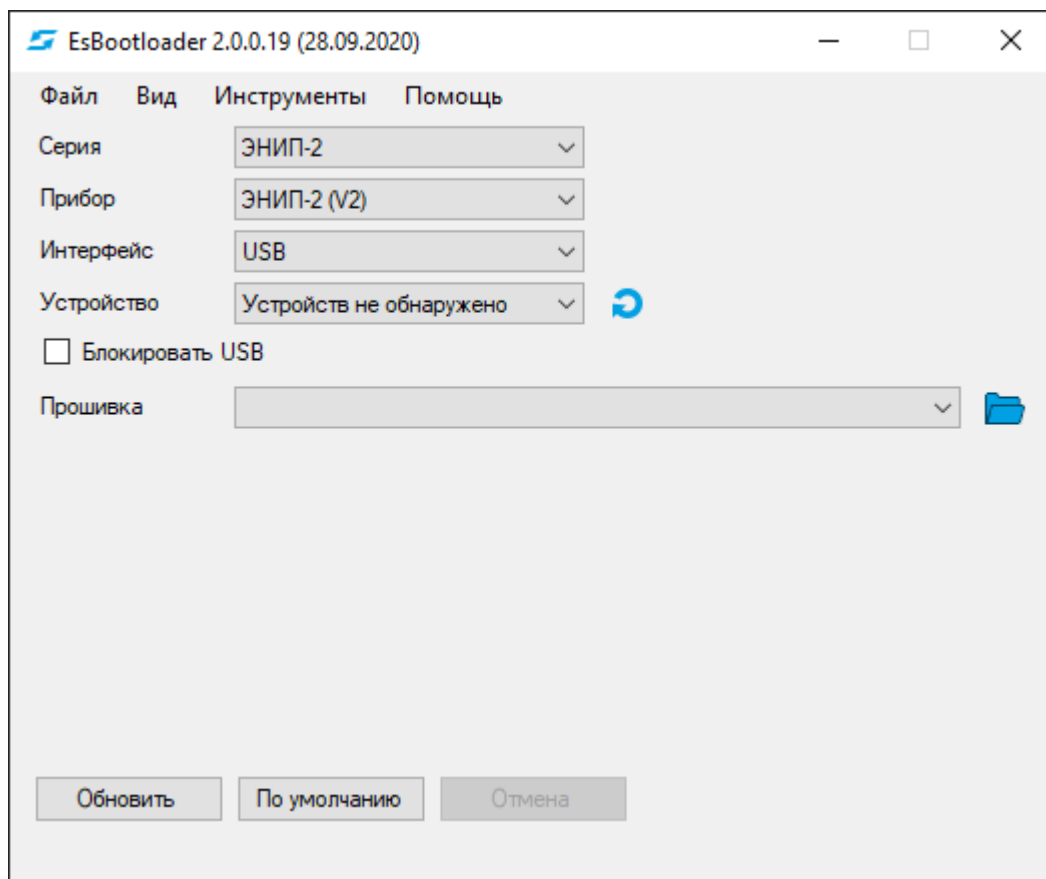 EsBootloader 2.0.0.19 (28.09.2020)
Файл Вид Инструменты Помощь
Серия ЭНИП-2
Прибор ЭНИП-2 (V2)
Интерфейс USB
Устройство Устройств не обнаружено
Блокировать USB
Прошивка
Обновить По умолчанию Отмена